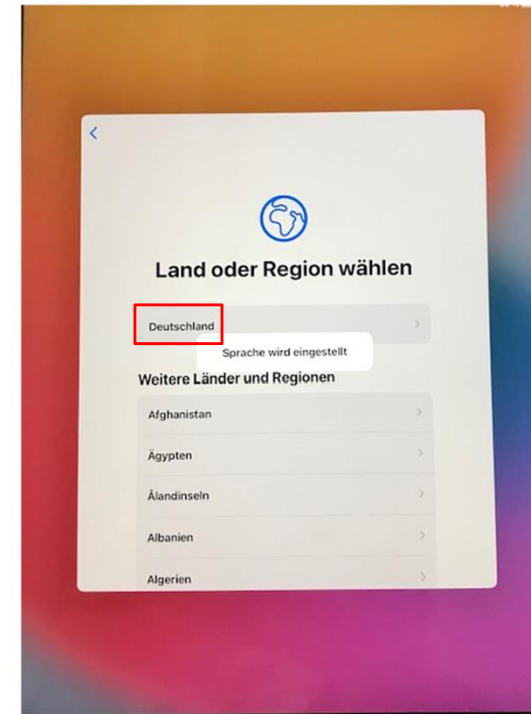 Land oder Region wählen
Deutschland
Sprache wird eingestellt
Weitere Länder und Regionen
Afghanistan
Ägypten
Ålandinseln
Albanien
Algerien